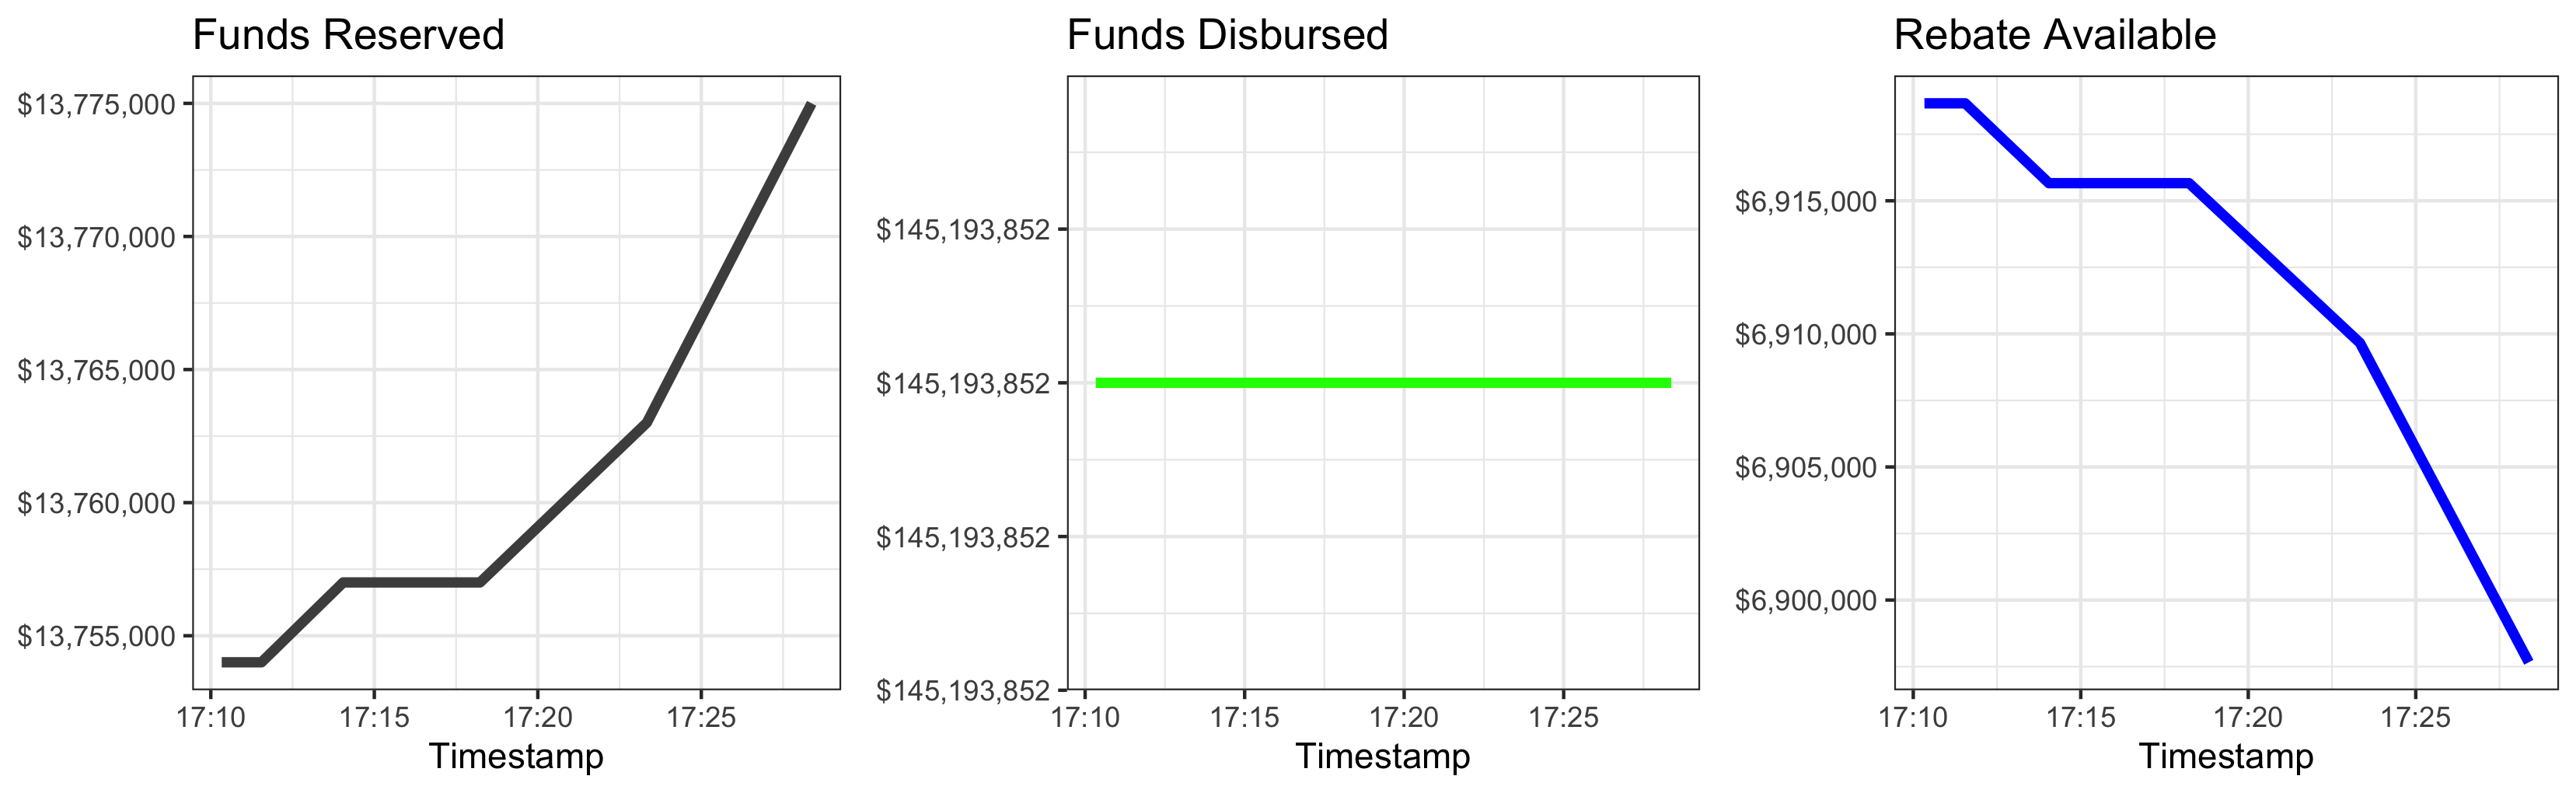 Funds Reserved
$13,775,000
$13,770,000
$13,765,000
$13,760,000
$13,755,000
17:10 17:15 17:20 17:25
Timestamp
Funds Disbursed
$145,193,852
$145,193,852
$145,193,852
$145,193,852
17:10 17:15 17:20 17:25
Timestamp
Rebate Available
$6,915,000
$6,910,000
$6,905,000
$6,900,000
17:10 17:15 17:20 17:25
Timestamp